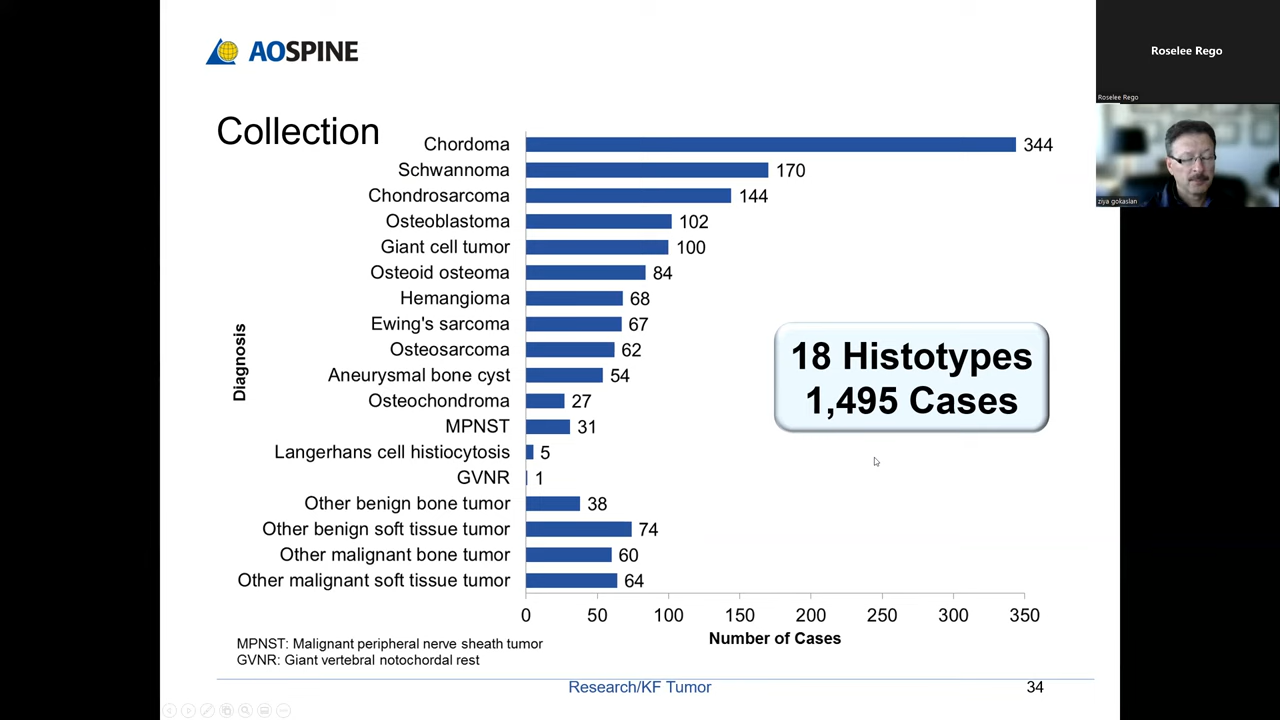 AOSPINE
Collection
Diagnosis
Chordoma 344
Schwannoma 170
Chondrosarcoma 144
Osteoblastoma 102
Giant cell tumor 100
Osteoid osteoma 84
Hemangioma 68
Ewing's sarcoma 67
Osteosarcoma 62
Aneurysmal bone cyst 54
Osteochondroma 27
MPNST 31
Langerhans cell histiocytosis 5
GVNR 1
Other benign bone tumor 38
Other benign soft tissue tumor 74
Other malignant bone tumor 60
Other malignant soft tissue tumor 64
0 50 100 150 200 250 300 350
Number of Cases
18 Histotypes
1,495 Cases
MPNST: Malignant peripheral nerve sheath tumor
GVNR: Giant vertebral notochordal rest
Research/KF Tumor
34
Roselee Rego
Roselee Rego
ziya gokaslan